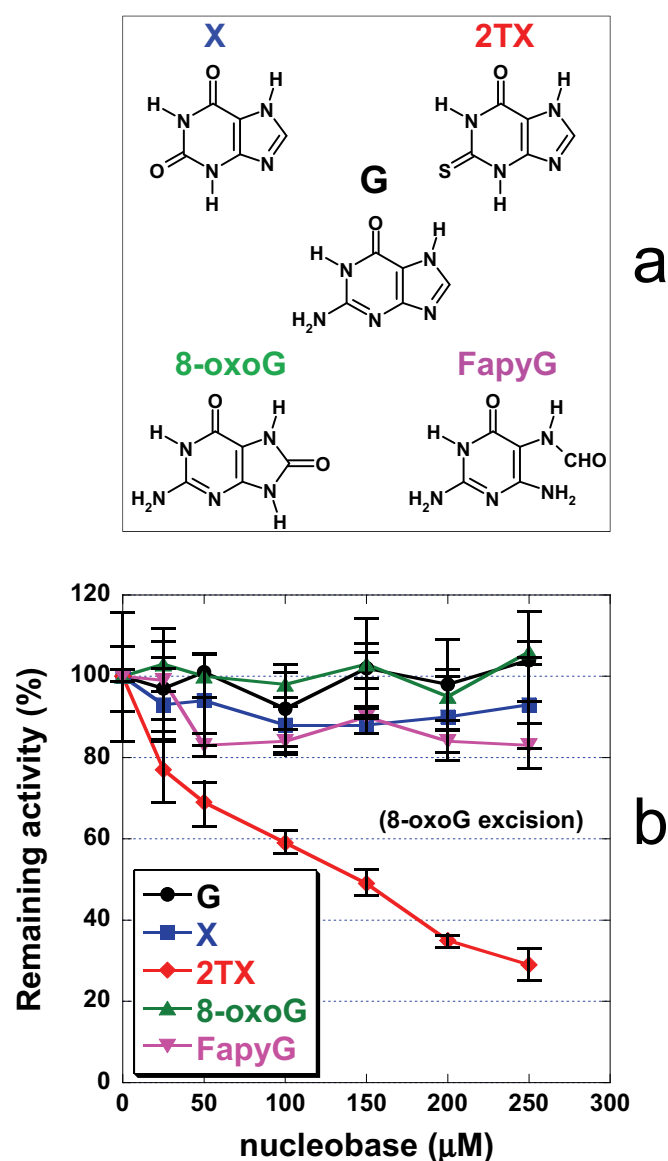 X
2TX
O
H
N
N
O
N
N
H
H
O
H
N
N
S
N
N
H
H
G
O
H
N
N
H
H₂N
N
N
8-oxoG
FapyG
O
H
N
N
H
O
H₂N
N
N
H
O
H
N
N
H
CHO
H₂N
N
NH₂
a
120
100
80
60
40
20
0
Remaining activity (%)
(8-oxoG excision)
G
X
2TX
8-oxoG
FapyG
0 50 100 150 200 250 300
nucleobase (μM)
b